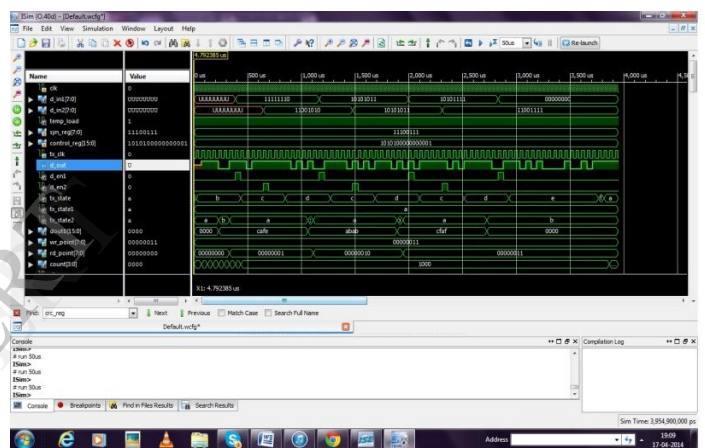 ISim (O.40d) - [Default.wcfg*]
File Edit View Simulation Window Layout Help
50us Re-launch
4.792385 us
Name Value 0 us 500 us 1,000 us 1,500 us 2,000 us 2,500 us 3,000 us 3,500 us 4,000 us
clk 0
d_in1[7:0] UUUUUUUU UUUUUUUU 11111110 10101011 10101111 00000000
d_in2[7:0] UUUUUUUU UUUUUUUU 11001010 10101011 11001111
temp_load 1
syn_reg[7:0] 11100111 11100111
control_reg[15:0] 1010100000000001 1010100000000001
tx_clk 0
d_out U
d_en1 0
d_en2 0
tx_state a b c d c d c d e f a
tx_state1 a a
tx_state2 a a b a a a b
dout1[15:0] 0000 0000 cafe abab cfaf 0000
wr_point[7:0] 00000011 00000011
rd_point[7:0] 00000011 00000000 00000001 00000010 00000011
count[3:0] 0000 1000
X1: 4.792385 us
Find: crc_reg Next Previous Match Case Search Full Name
Default.wcfg*
Console Compilation Log
ISim>
# run 50us
ISim>
# run 50us
ISim>
# run 50us
ISim>
Console Breakpoints Find in Files Results Search Results
Sim Time: 3,954,900,000 ps
Address 19:09
17-04-2014